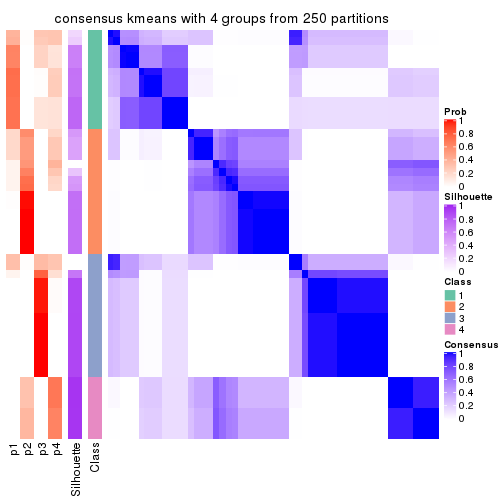 consensus kmeans with 4 groups from 250 partitions
Prob
1
0.8
0.6
0.4
0.2
0
Silhouette
1
0.8
0.6
0.4
0.2
0
Class
1
2
3
4
Consensus
1
0.8
0.6
0.4
0.2
0
p1
p2
p3
p4
Silhouette
Class